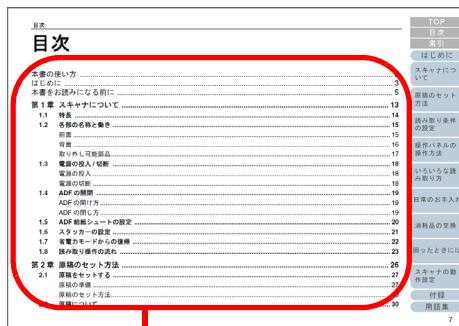 目次
目次
本書の使い方
はじめに ........ 3
本書をお読みになる前に ........ 5
第1章 スキャナについて ........ 13
1.1 特長 ........ 14
1.2 各部の名称と働き ........ 15
前面 ........ 15
背面 ........ 16
取り外し可能部品 ........ 17
1.3 電源の投入/切断 ........ 18
電源の投入 ........ 18
電源の切断 ........ 18
1.4 ADF の開閉 ........ 19
ADF の開け方 ........ 19
ADF の閉じ方 ........ 19
1.5 ADF 給紙シュートの設定 ........ 20
1.6 スタッカーの設定 ........ 21
1.7 省電力モードからの復帰 ........ 22
1.8 読み取り操作の流れ ........ 23
第2章 原稿のセット方法 ........ 26
2.1 原稿をセットする ........ 27
原稿の準備 ........ 27
原稿のセット方法
原稿について ........ 30
TOP
目次
索引
はじめに
スキャナにつ
いて
原稿のセット
方法
読み取り条件
の設定
操作パネルの
操作方法
いろいろな読
み取り方
日常のお手入れ
消耗品の交換
困ったときには
スキャナの動
作設定
付録
用語集
7